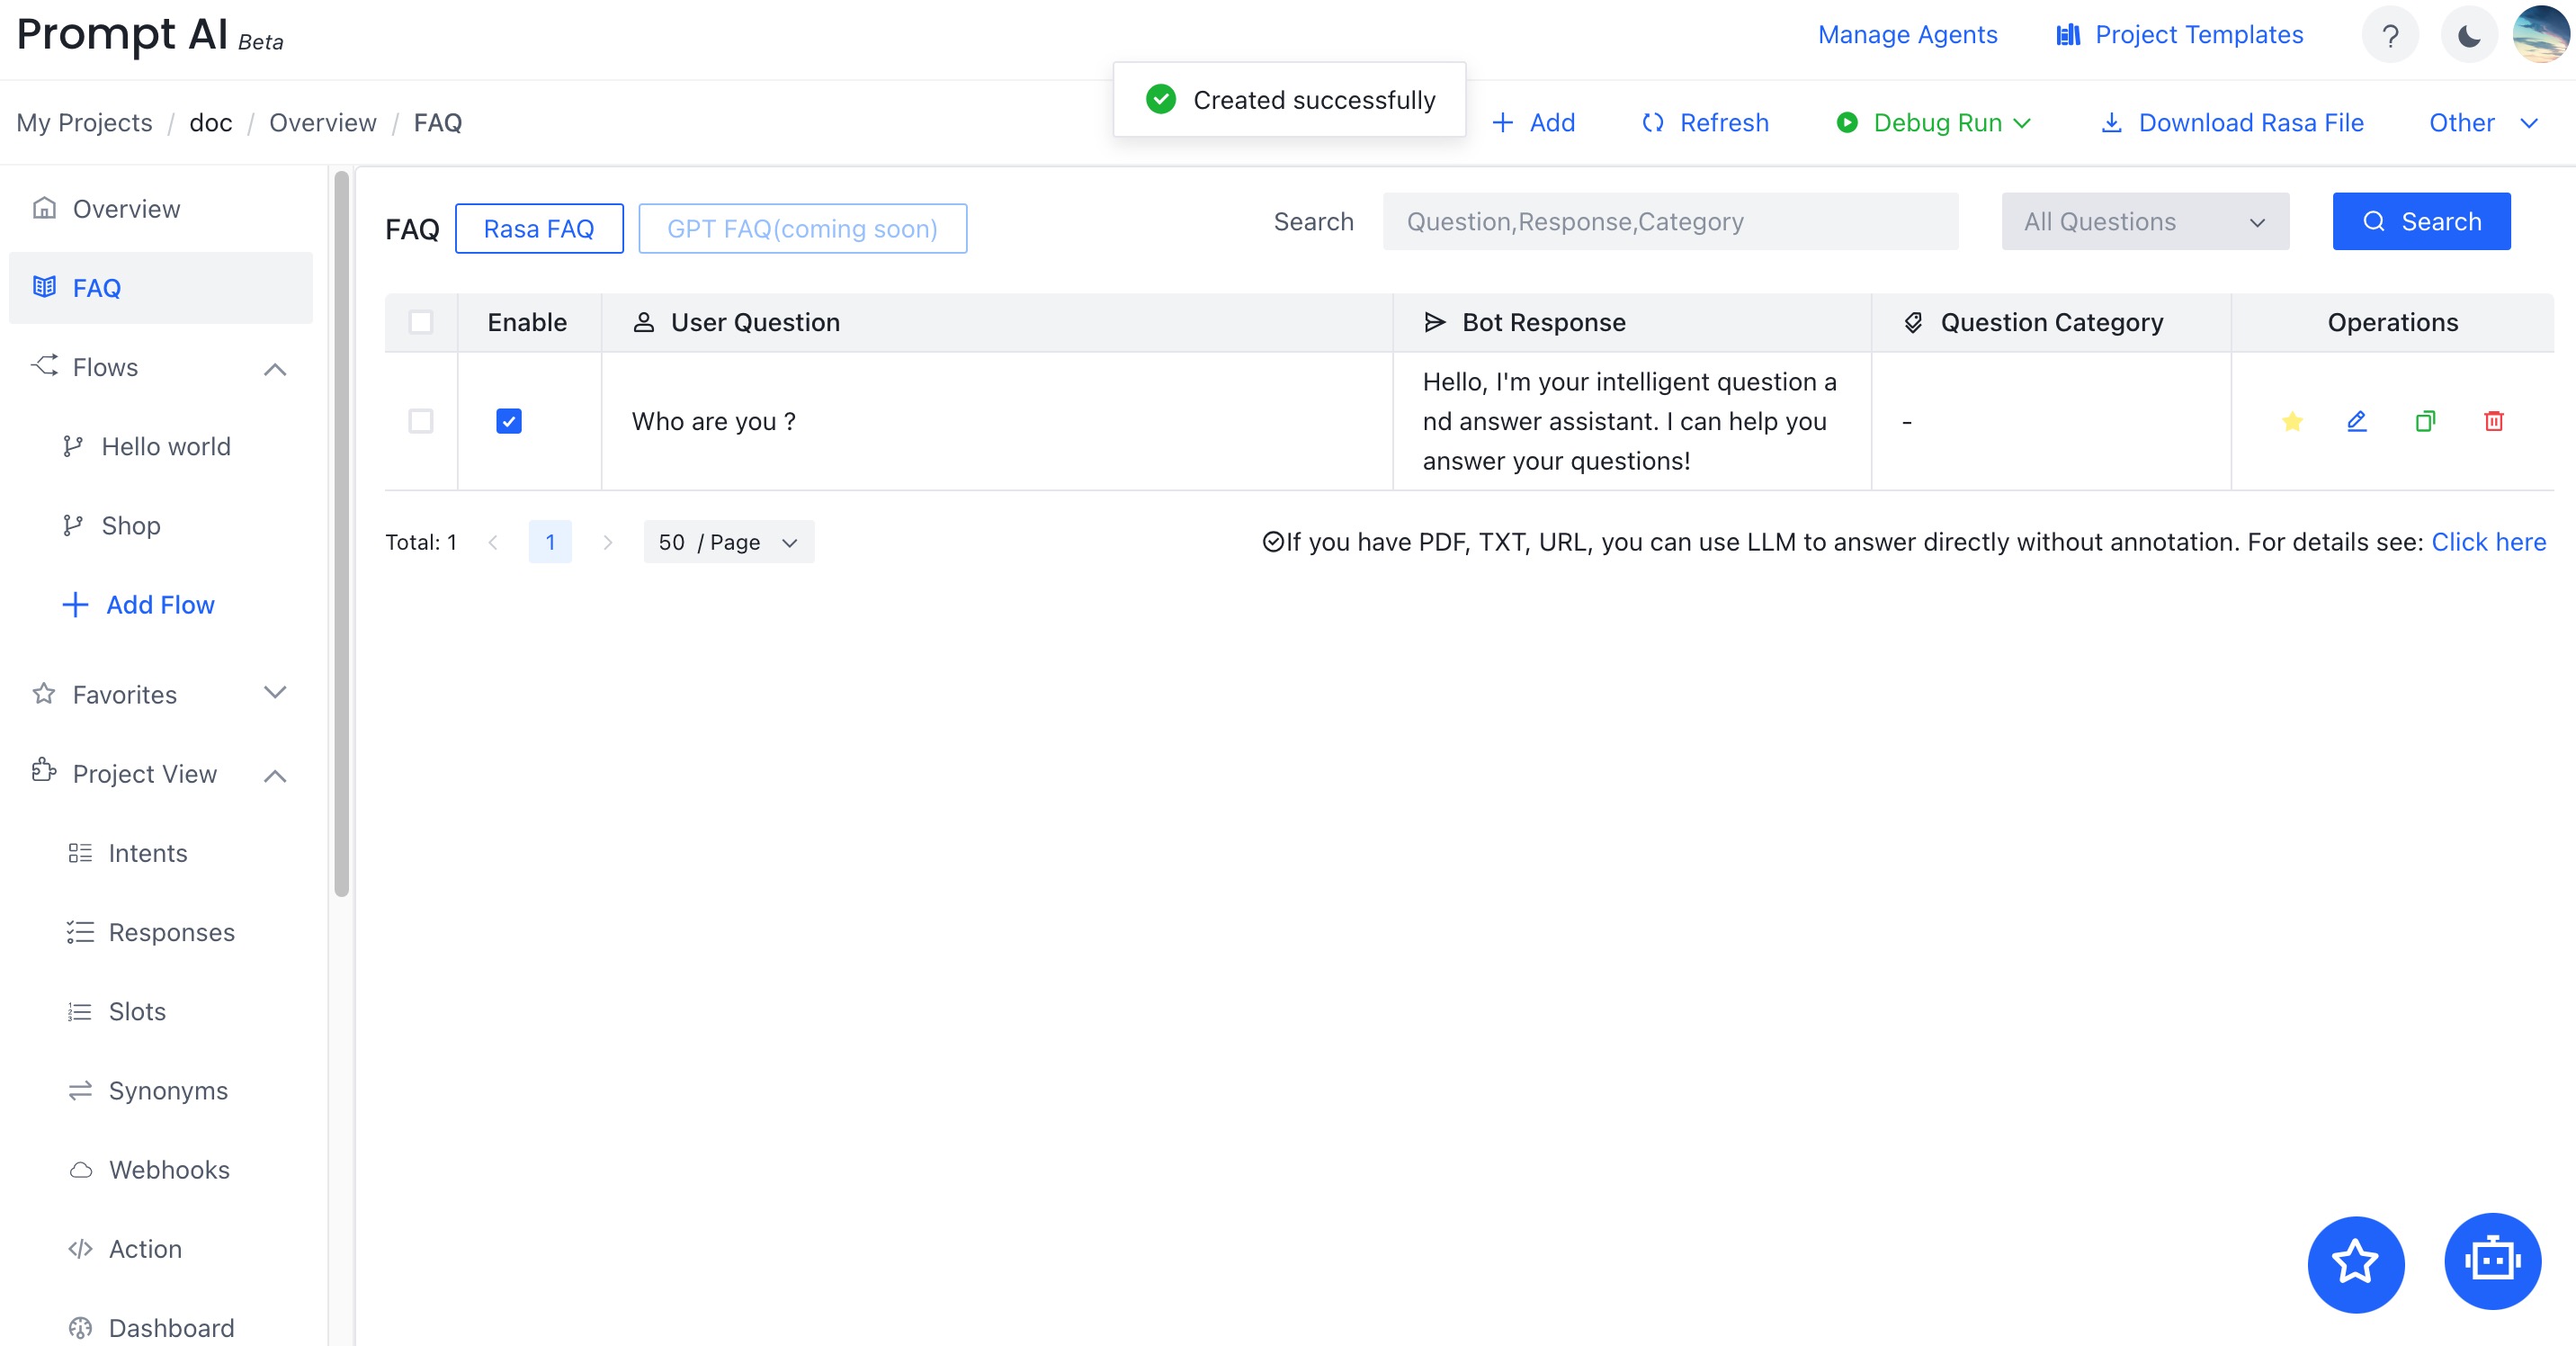 Prompt AI Beta
Manage Agents
Project Templates
?
Created successfully
My Projects / doc / Overview / FAQ
Add
Refresh
Debug Run
Download Rasa File
Other
Overview
FAQ
Flows
Hello world
Shop
Add Flow
Favorites
Project View
Intents
Responses
Slots
Synonyms
Webhooks
Action
Dashboard
FAQ
Rasa FAQ
GPT FAQ(coming soon)
Search
Question,Response,Category
All Questions
Search
Enable
User Question
Bot Response
Question Category
Operations
Who are you ?
Hello, I'm your intelligent question a
nd answer assistant. I can help you
answer your questions!
-
Total: 1
1
50 / Page
If you have PDF, TXT, URL, you can use LLM to answer directly without annotation. For details see: Click here